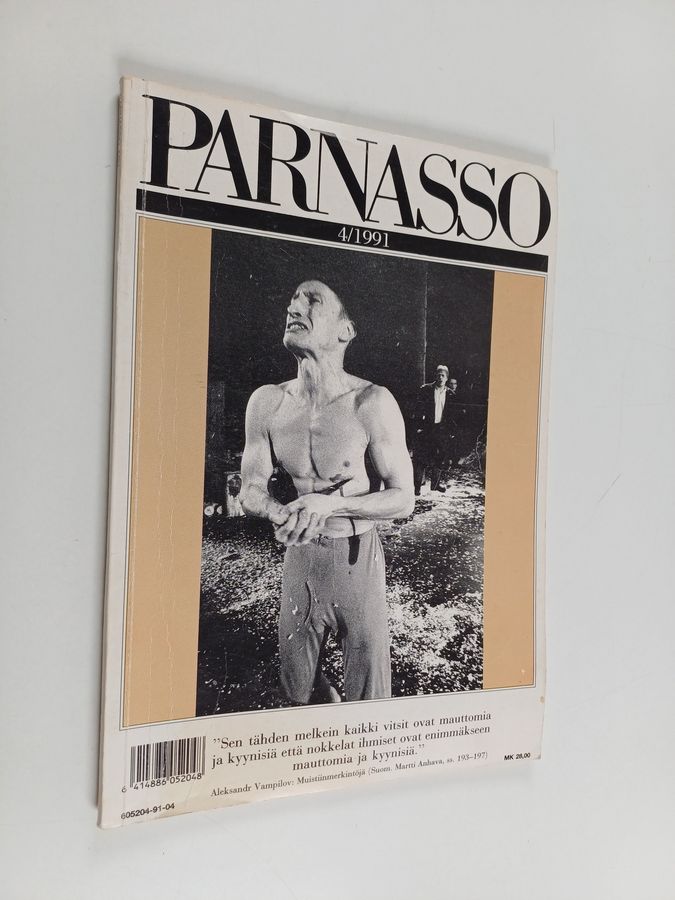 PARNASSO
4/1991
"Sen tähden melkein kaikki vitsit ovat mauttomia
ja kyynisiä että nokkelat ihmiset ovat enimmäkseen
mauttomia ja kyynisiä."
Aleksandr Vampilov: Muistiinmerkintöjä (Suom. Martti Anhava, ss. 193–197)
MK 28,00
6 414886 052048
605204-91-04